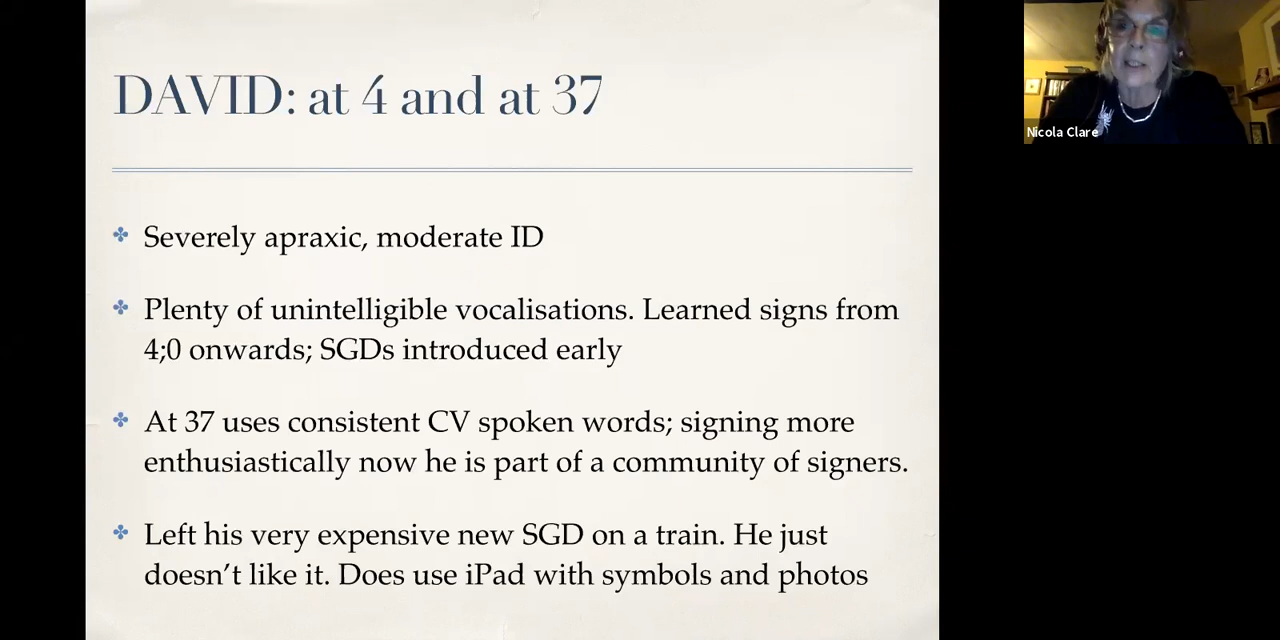 DAVID: at 4 and at 37
Severely apraxic, moderate ID
Plenty of unintelligible vocalisations. Learned signs from
4;0 onwards; SGDs introduced early
At 37 uses consistent CV spoken words; signing more
enthusiastically now he is part of a community of signers.
Left his very expensive new SGD on a train. He just
doesn’t like it. Does use iPad with symbols and photos
Nicola Clare